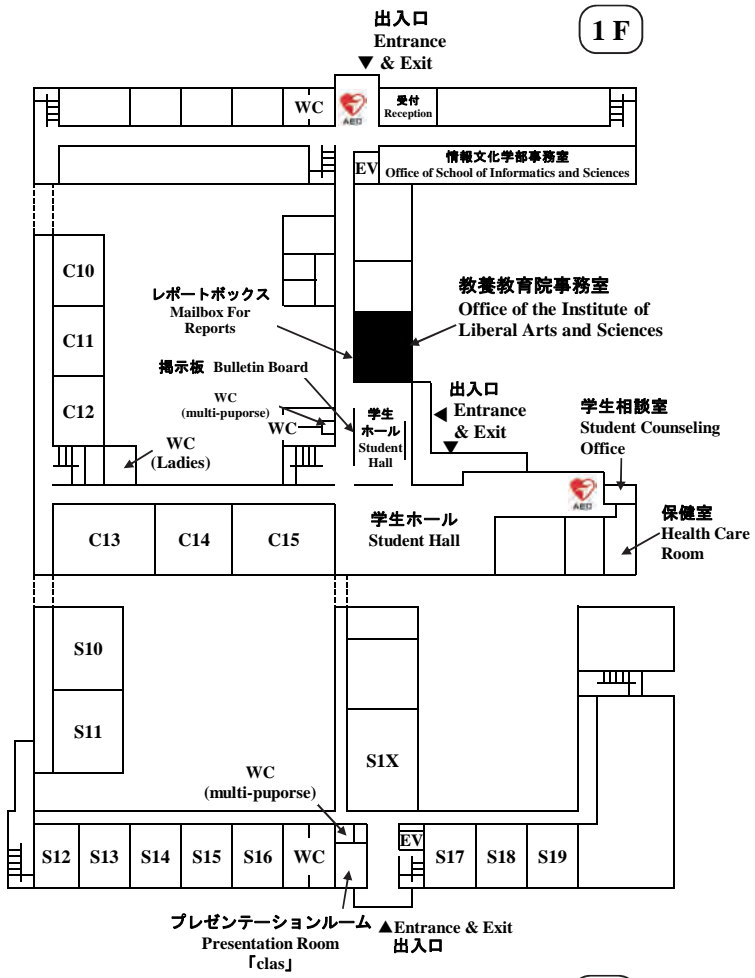 出入口
Entrance
& Exit
▼
1 F
WC
AED
受付
Reception
EV
情報文化学部事務室
Office of School of Informatics and Sciences
C10
レポートボックス
Mailbox For
Reports
教養教育院事務室
Office of the Institute of
Liberal Arts and Sciences
C11
掲示板 Bulletin Board
出入口
◀ Entrance
& Exit
▼
C12
WC
(multi-puporse)
WC
学生
ホール
Student
Hall
学生相談室
Student Counseling
Office
WC
(Ladies)
AED
C13
C14
C15
学生ホール
Student Hall
保健室
Health Care
Room
S10
S11
S1X
WC
(multi-puporse)
S12
S13
S14
S15
S16
WC
EV
S17
S18
S19
プレゼンテーションルーム
Presentation Room
「clas」
▲Entrance & Exit
出入口